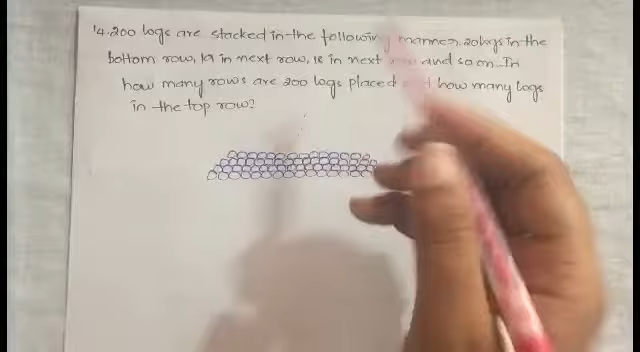 14. 200 logs are stacked in the following manner. 20 logs in the
bottom row, 19 in next row, 18 in next and so on. In
how many rows are 200 logs placed how many logs
in the top row?